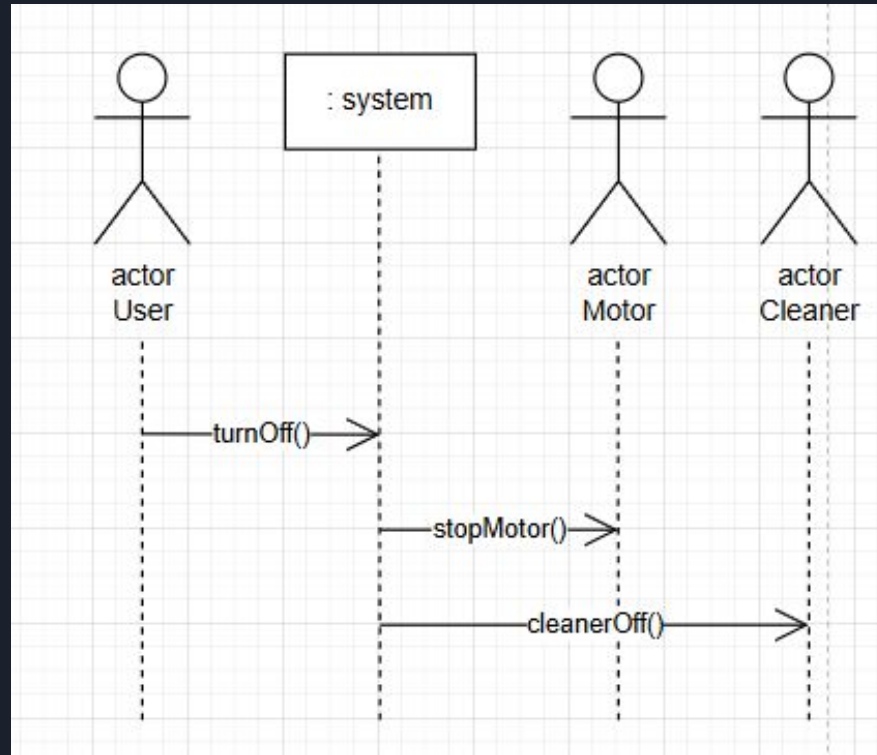 : system
actor
User
actor
Motor
actor
Cleaner
turnOff()
stopMotor()
cleanerOff()